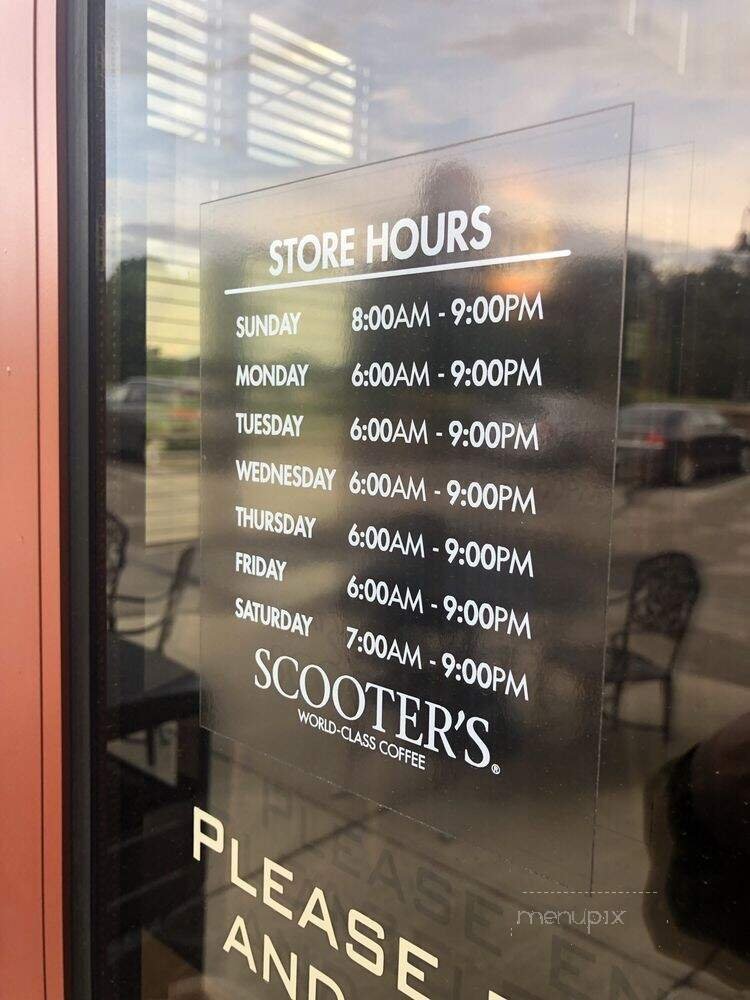 STORE HOURS
SUNDAY 8:00AM - 9:00PM
MONDAY 6:00AM - 9:00PM
TUESDAY 6:00AM - 9:00PM
WEDNESDAY 6:00AM - 9:00PM
THURSDAY 6:00AM - 9:00PM
FRIDAY 6:00AM - 9:00PM
SATURDAY 7:00AM - 9:00PM
SCOOTER'S®
WORLD-CLASS COFFEE
PLEASE
AND
menupix